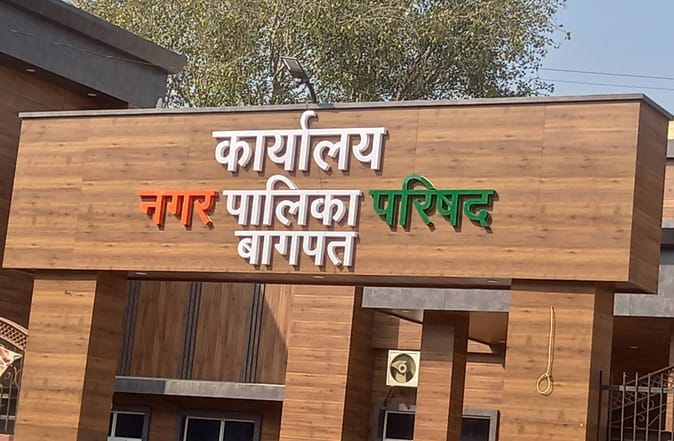 कार्यालय
नगर पालिका परिषद
बागपत